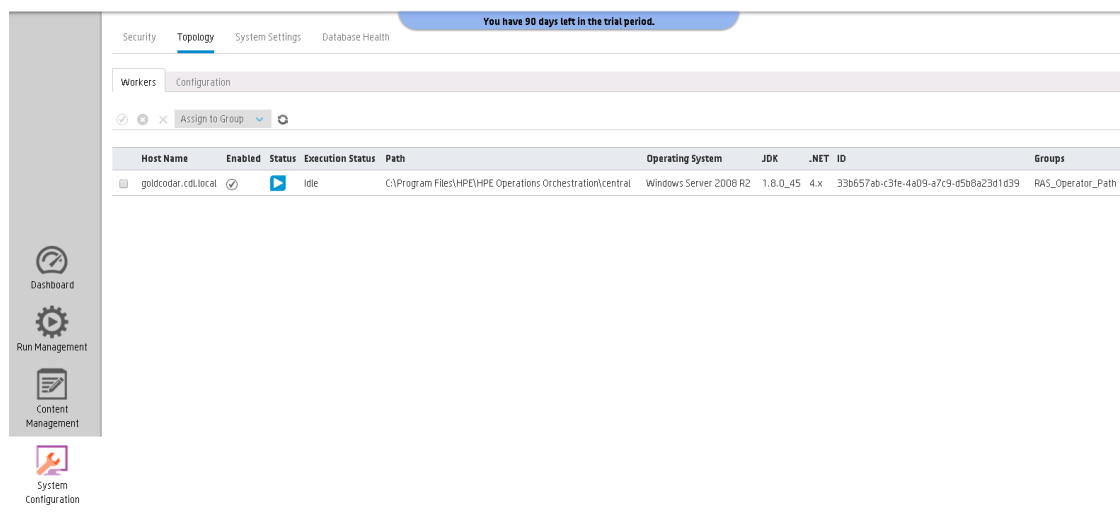 You have 90 days left in the trial period.
Security Topology System Settings Database Health
Workers Configuration
Assign to Group
Host Name Enabled Status Execution Status Path Operating System JDK .NET ID Groups
goldcodar.cdl.local Idle C:\Program Files\HPE\HPE Operations Orchestration\central Windows Server 2008 R2 1.8.0_45 4.x 33b657ab-c3fe-4a09-a7c9-d5b8a23d1d39 RAS_Operator_Path
Dashboard
Run Management
Content
Management
System
Configuration